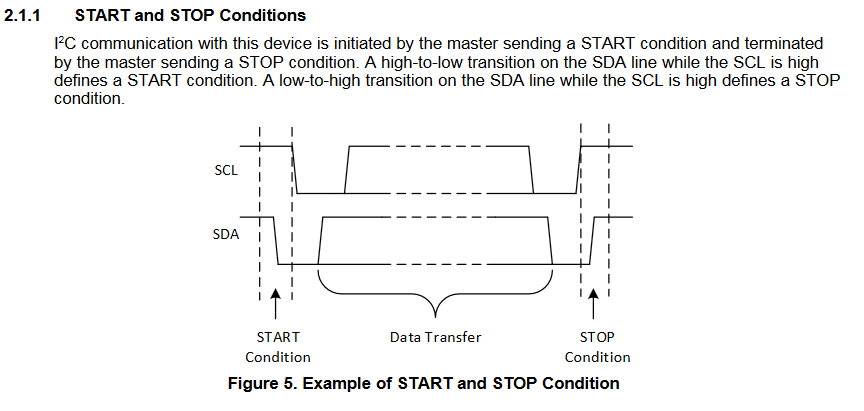 2.1.1 START and STOP Conditions
I²C communication with this device is initiated by the master sending a START condition and terminated
by the master sending a STOP condition. A high-to-low transition on the SDA line while the SCL is high
defines a START condition. A low-to-high transition on the SDA line while the SCL is high defines a STOP
condition.
SCL
SDA
START
Condition
Data Transfer
STOP
Condition
Figure 5. Example of START and STOP Condition